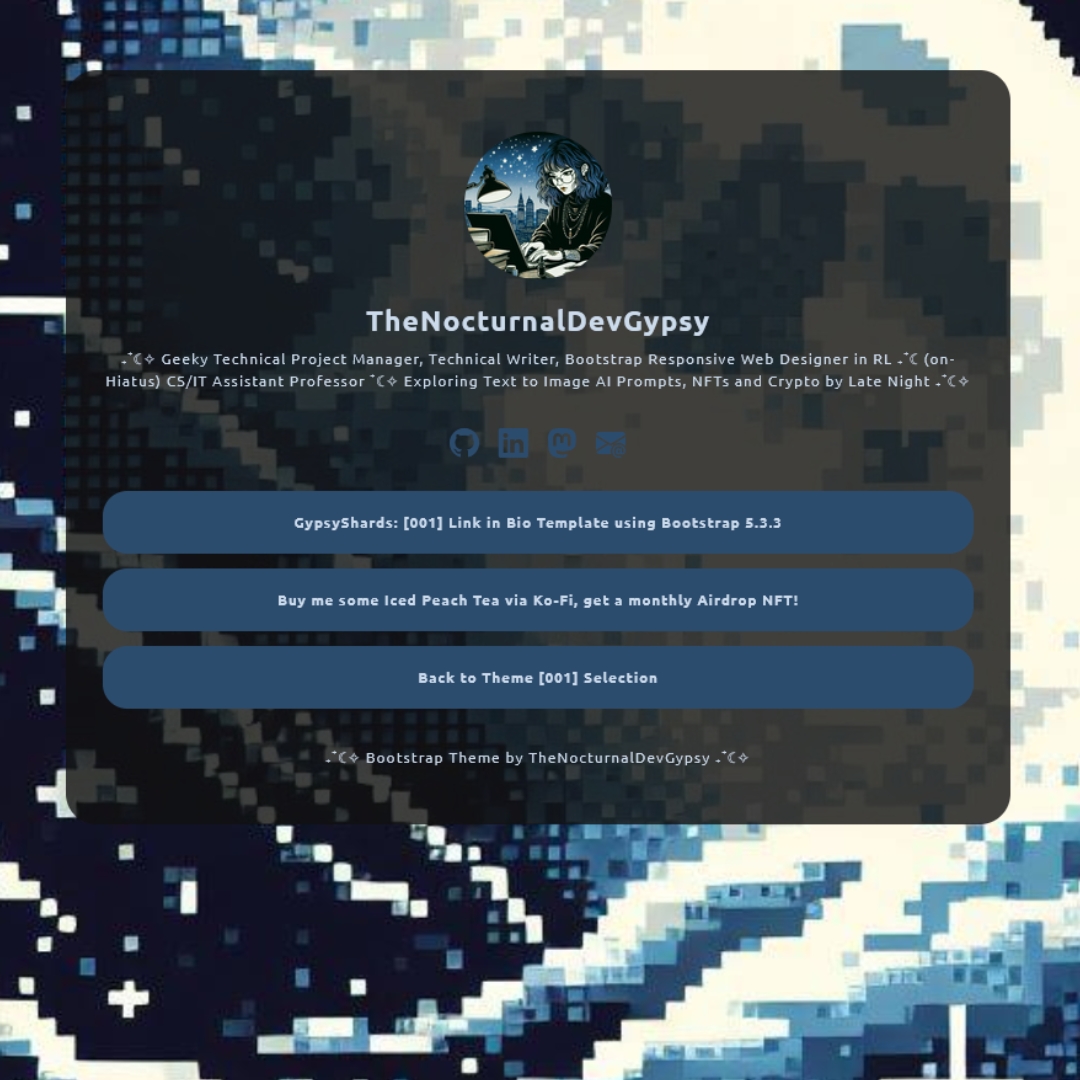 TheNocturnalDevGypsy
˖⁺‧₊☾✧ Geeky Technical Project Manager, Technical Writer, Bootstrap Responsive Web Designer in RL ˖⁺☾ (on-
Hiatus) CS/IT Assistant Professor ⁺☾✧ Exploring Text to Image AI Prompts, NFTs and Crypto by Late Night ˖⁺☾✧
in
GypsyShards: [001] Link in Bio Template using Bootstrap 5.3.3
Buy me some Iced Peach Tea via Ko-Fi, get a monthly Airdrop NFT!
Back to Theme [001] Selection
˖⁺☾✧ Bootstrap Theme by TheNocturnalDevGypsy ˖⁺☾✧